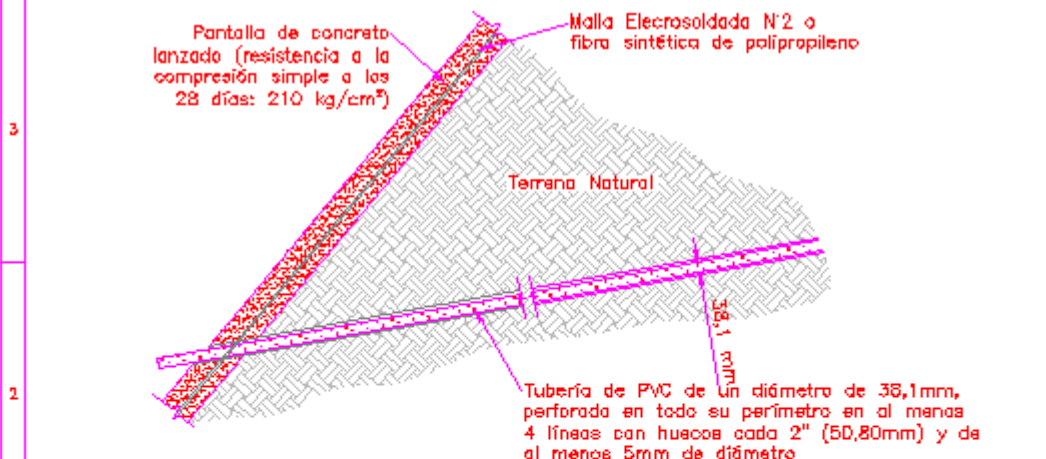 Pantalla de concreto
lanzado (resistencia a la
compresión simple a los
28 días: 210 kg/cm²)
Malla Elecrosoldada N°2 o
fibra sintética de polipropileno
3
Terreno Natural
38,1 mm
2
Tubería de PVC de un diámetro de 38,1mm,
perforada en todo su perímetro en al menos
4 líneas con huecos cada 2" (50,80mm) y de
al menos 5mm de diámetro